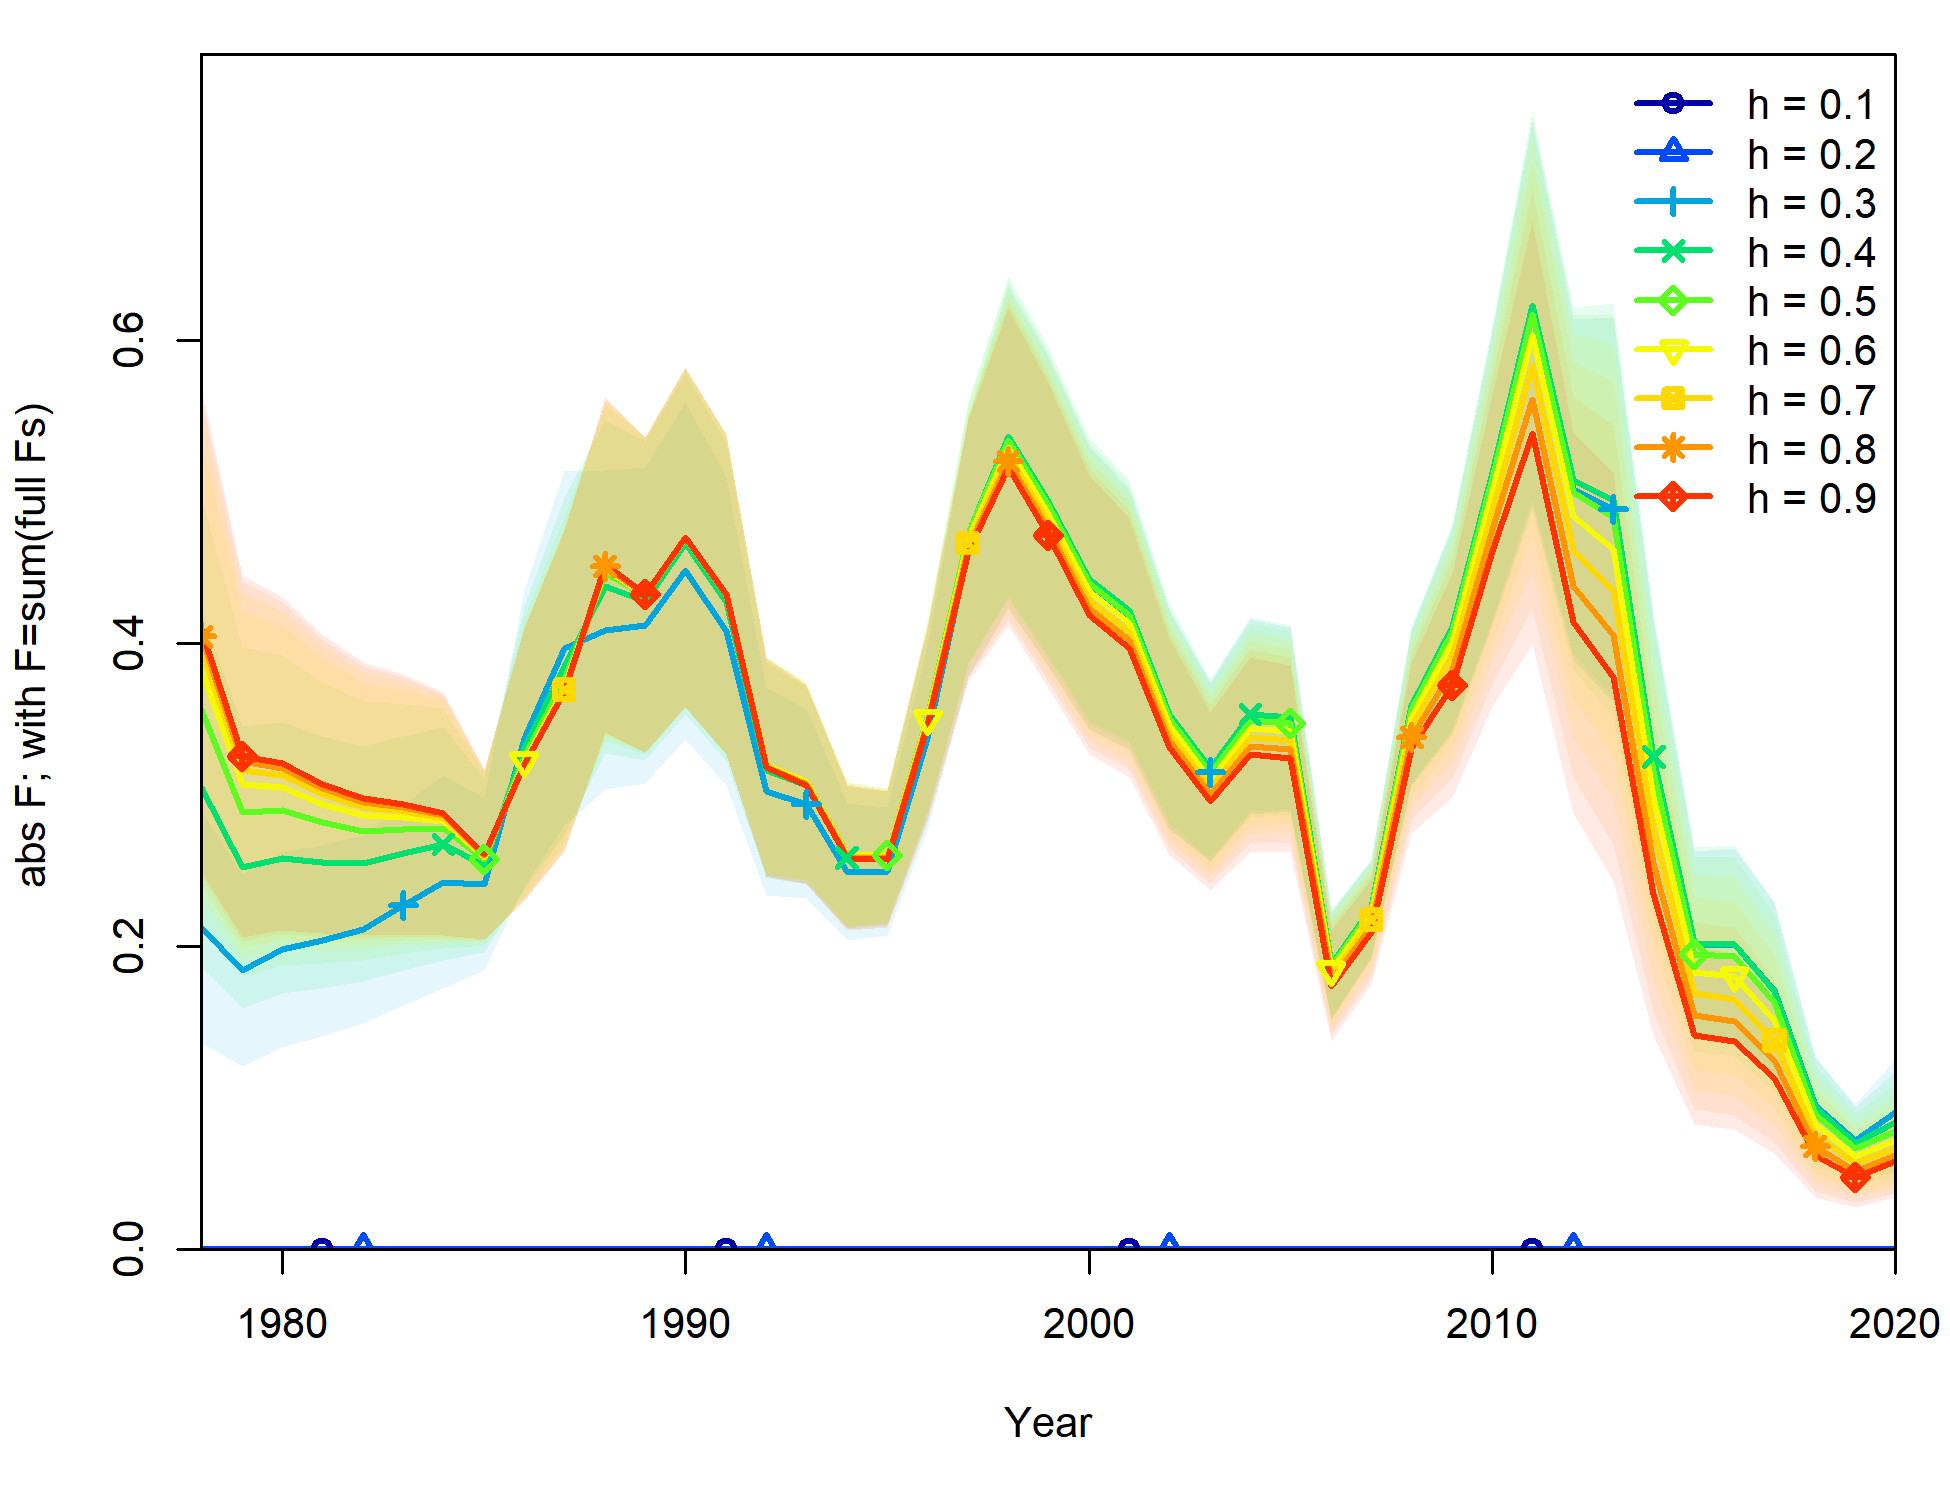 abs F; with F=sum(full Fs)
0.6
0.4
0.2
0.0
h = 0.1
h = 0.2
h = 0.3
h = 0.4
h = 0.5
h = 0.6
h = 0.7
h = 0.8
h = 0.9
1980 1990 2000 2010 2020
Year